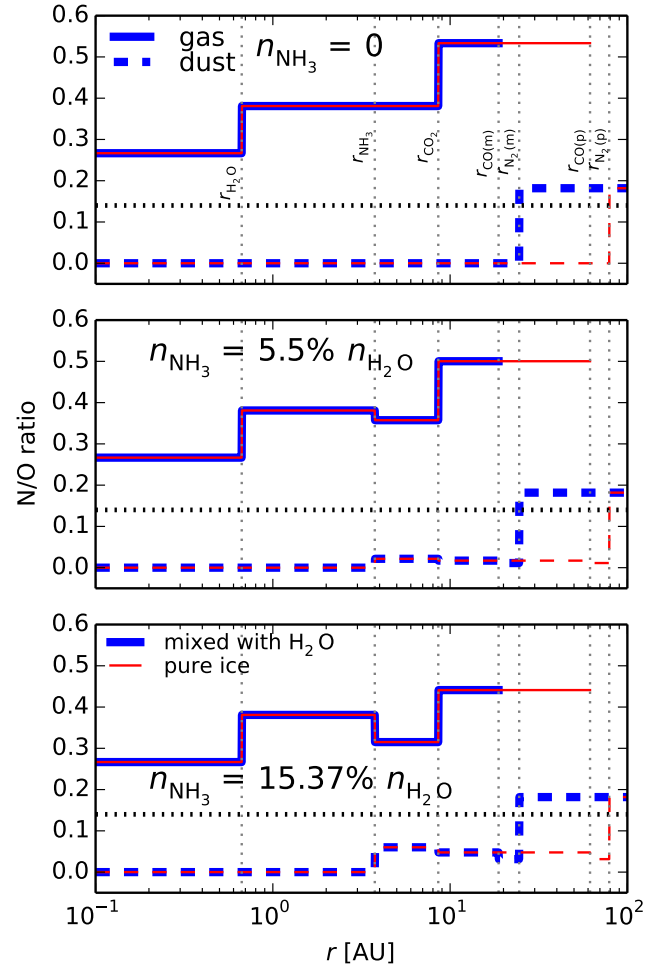 0.6
gas
dust
n_NH3 = 0
0.5
0.4
0.3
0.2
0.1
0.0
r_H2O
r_NH3
r_CO2
r_CO(m)
r_N2(m)
r_CO(p)
r_N2(p)
0.6
n_NH3 = 5.5% n_H2O
0.5
0.4
0.3
0.2
0.1
0.0
N/O ratio
0.6
mixed with H2O
pure ice
0.5
0.4
0.3
n_NH3 = 15.37% n_H2O
0.2
0.1
0.0
10^-1 10^0 10^1 10^2
r [AU]